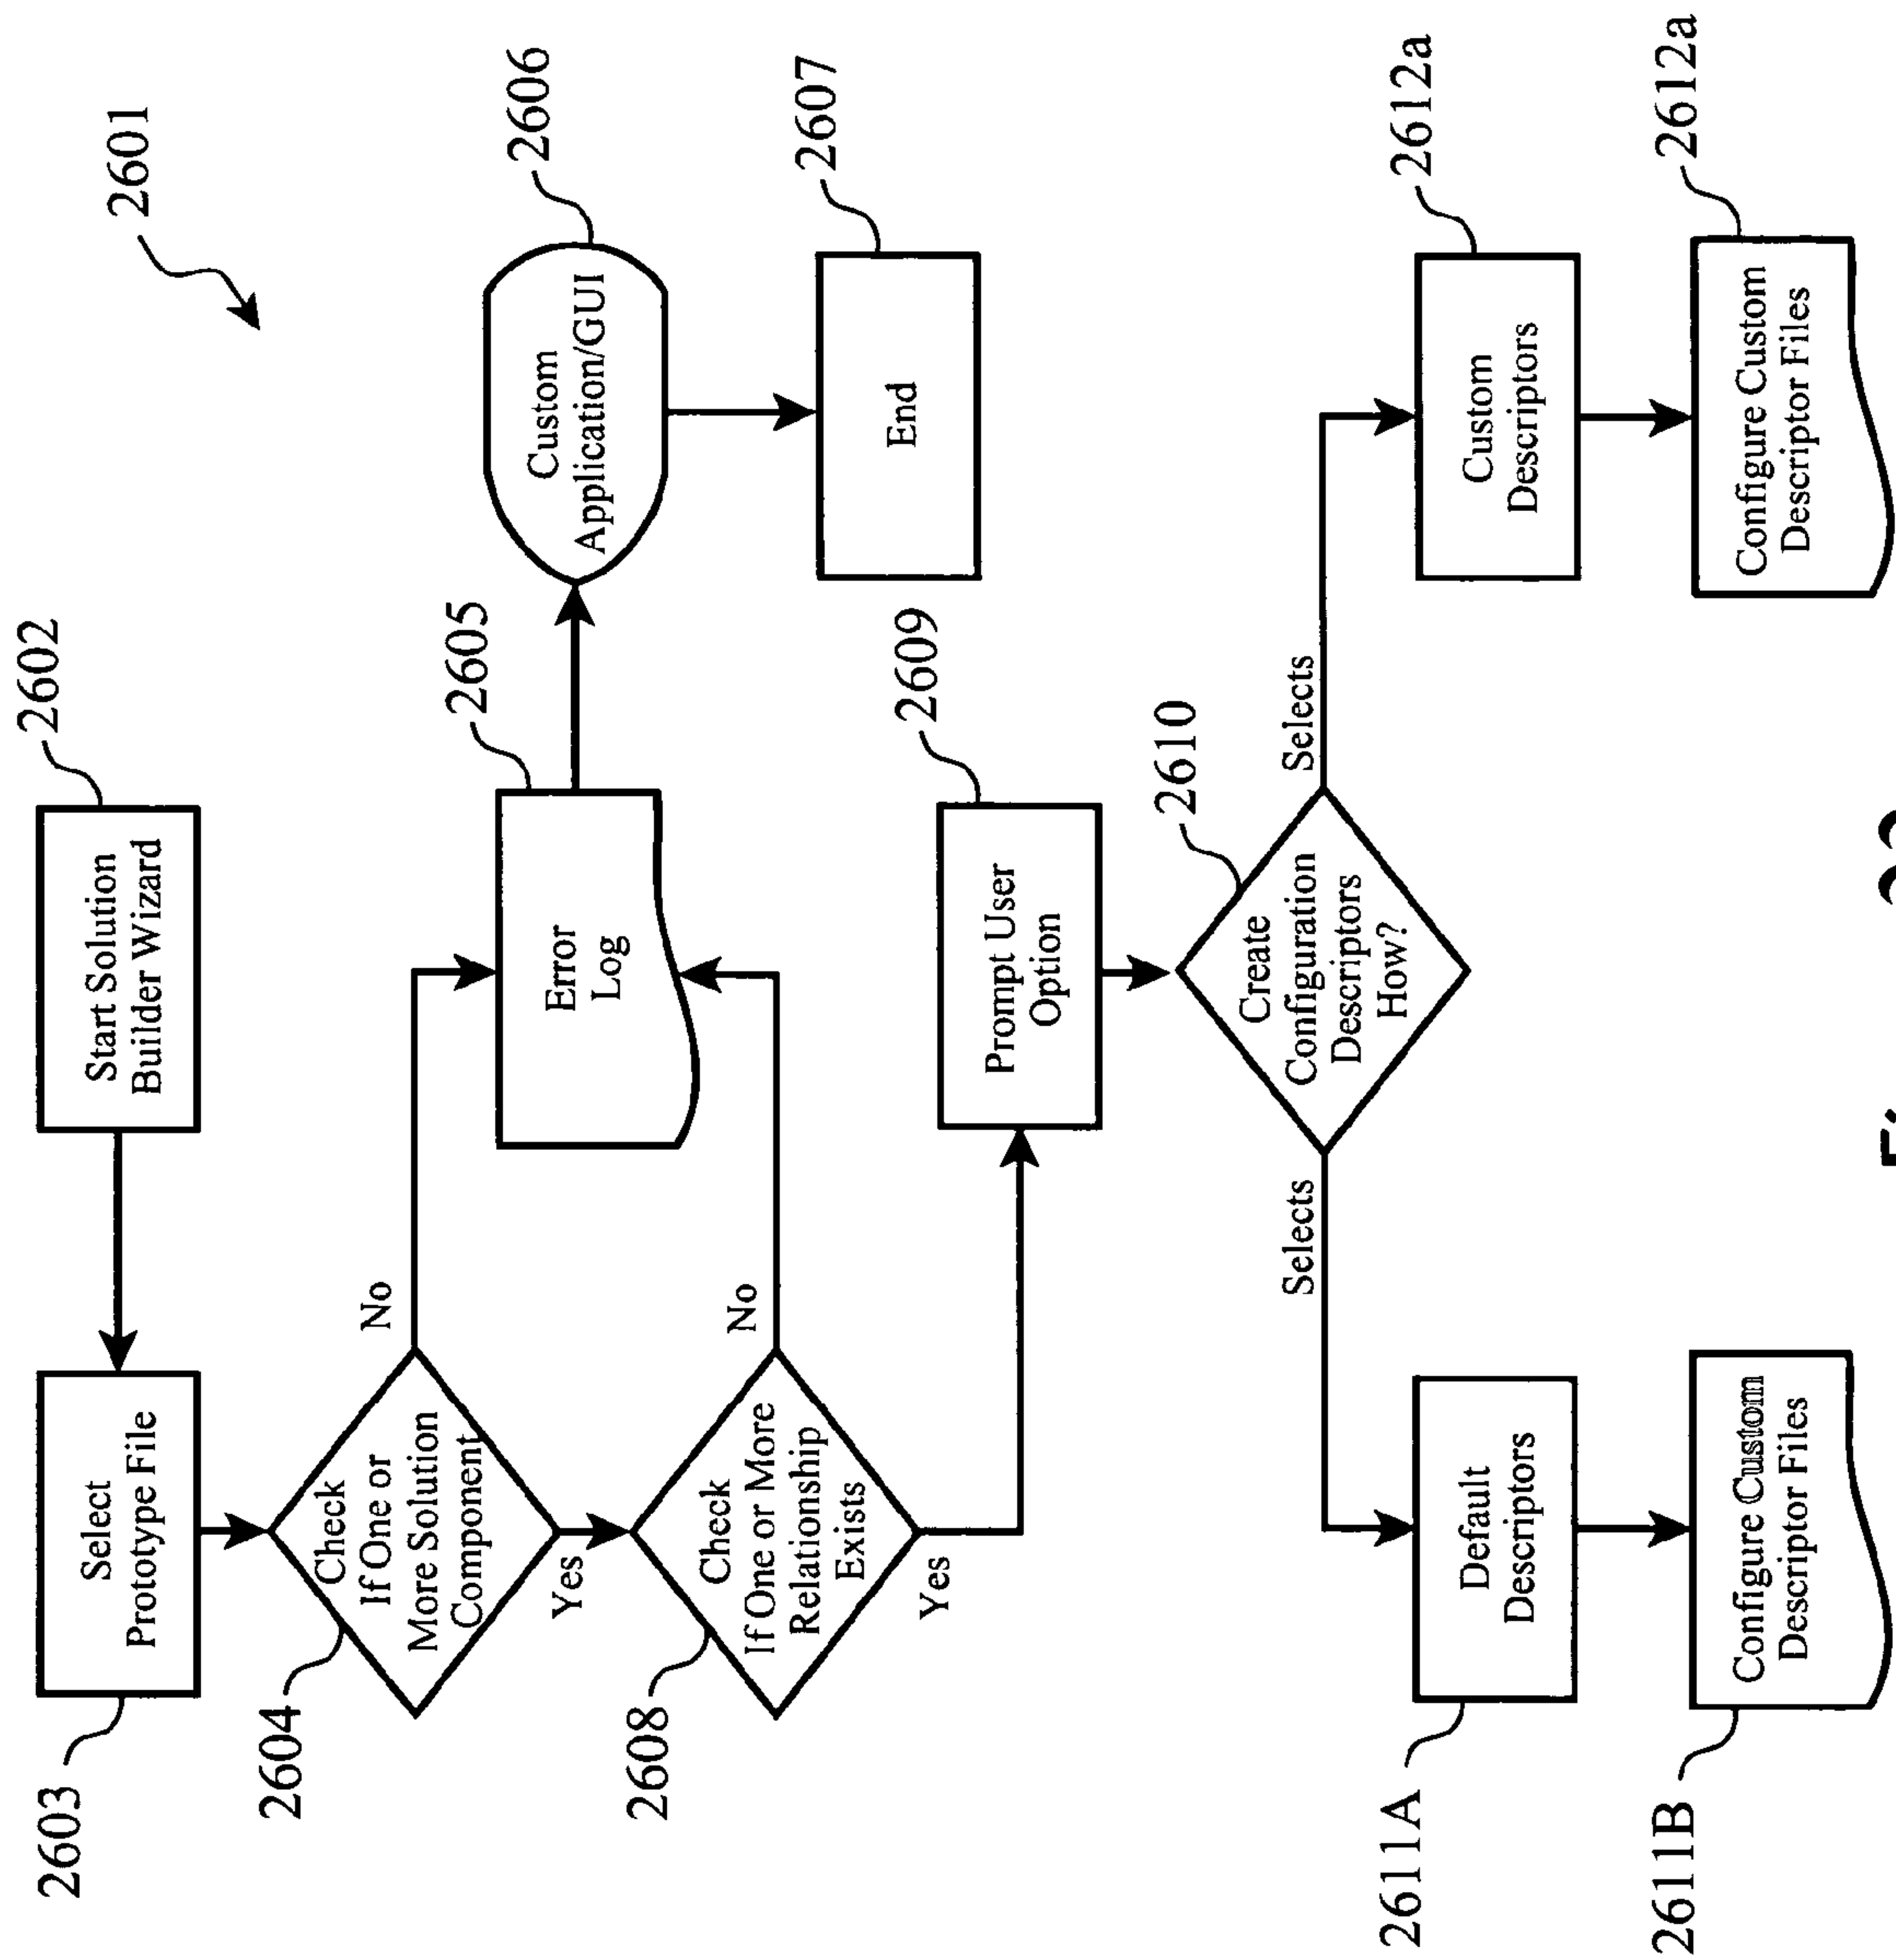 2601
2602
Start Solution
Builder Wizard
2603
Select
Prototype File
2604
Check
If One or
More Solution
Component
No
Yes
2605
Error
Log
2606
Custom
Application/GUI
2607
End
2608
Check
If One or More
Relationship
Exists
No
Yes
2609
Prompt User
Option
2610
Create
Configuration
Descriptors
How?
Selects
Selects
2611A
Default
Descriptors
2611B
Configure Custom
Descriptor Files
2612a
Custom
Descriptors
2612a
Configure Custom
Descriptor Files